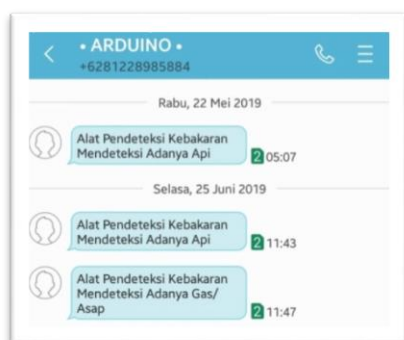 • ARDUINO •
+6281228985884
Rabu, 22 Mei 2019
Alat Pendeteksi Kebakaran
Mendeteksi Adanya Api
2 05:07
Selasa, 25 Juni 2019
Alat Pendeteksi Kebakaran
Mendeteksi Adanya Api
2 11:43
Alat Pendeteksi Kebakaran
Mendeteksi Adanya Gas/
Asap
2 11:47